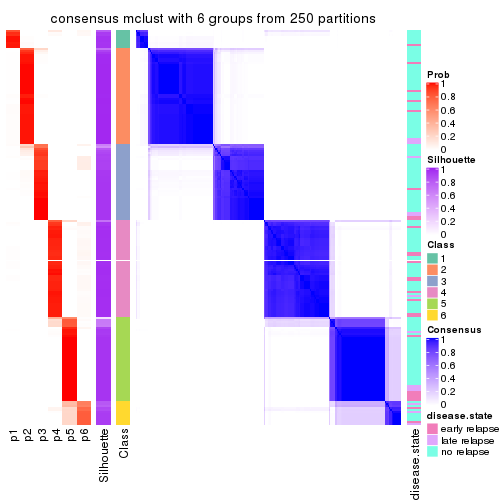 consensus mclust with 6 groups from 250 partitions
Prob
1
0.8
0.6
0.4
0.2
0
Silhouette
1
0.8
0.6
0.4
0.2
0
Class
1
2
3
4
5
6
Consensus
1
0.8
0.6
0.4
0.2
0
disease.state
early relapse
late relapse
no relapse
p1
p2
p3
p4
p5
p6
Silhouette
Class
disease.state